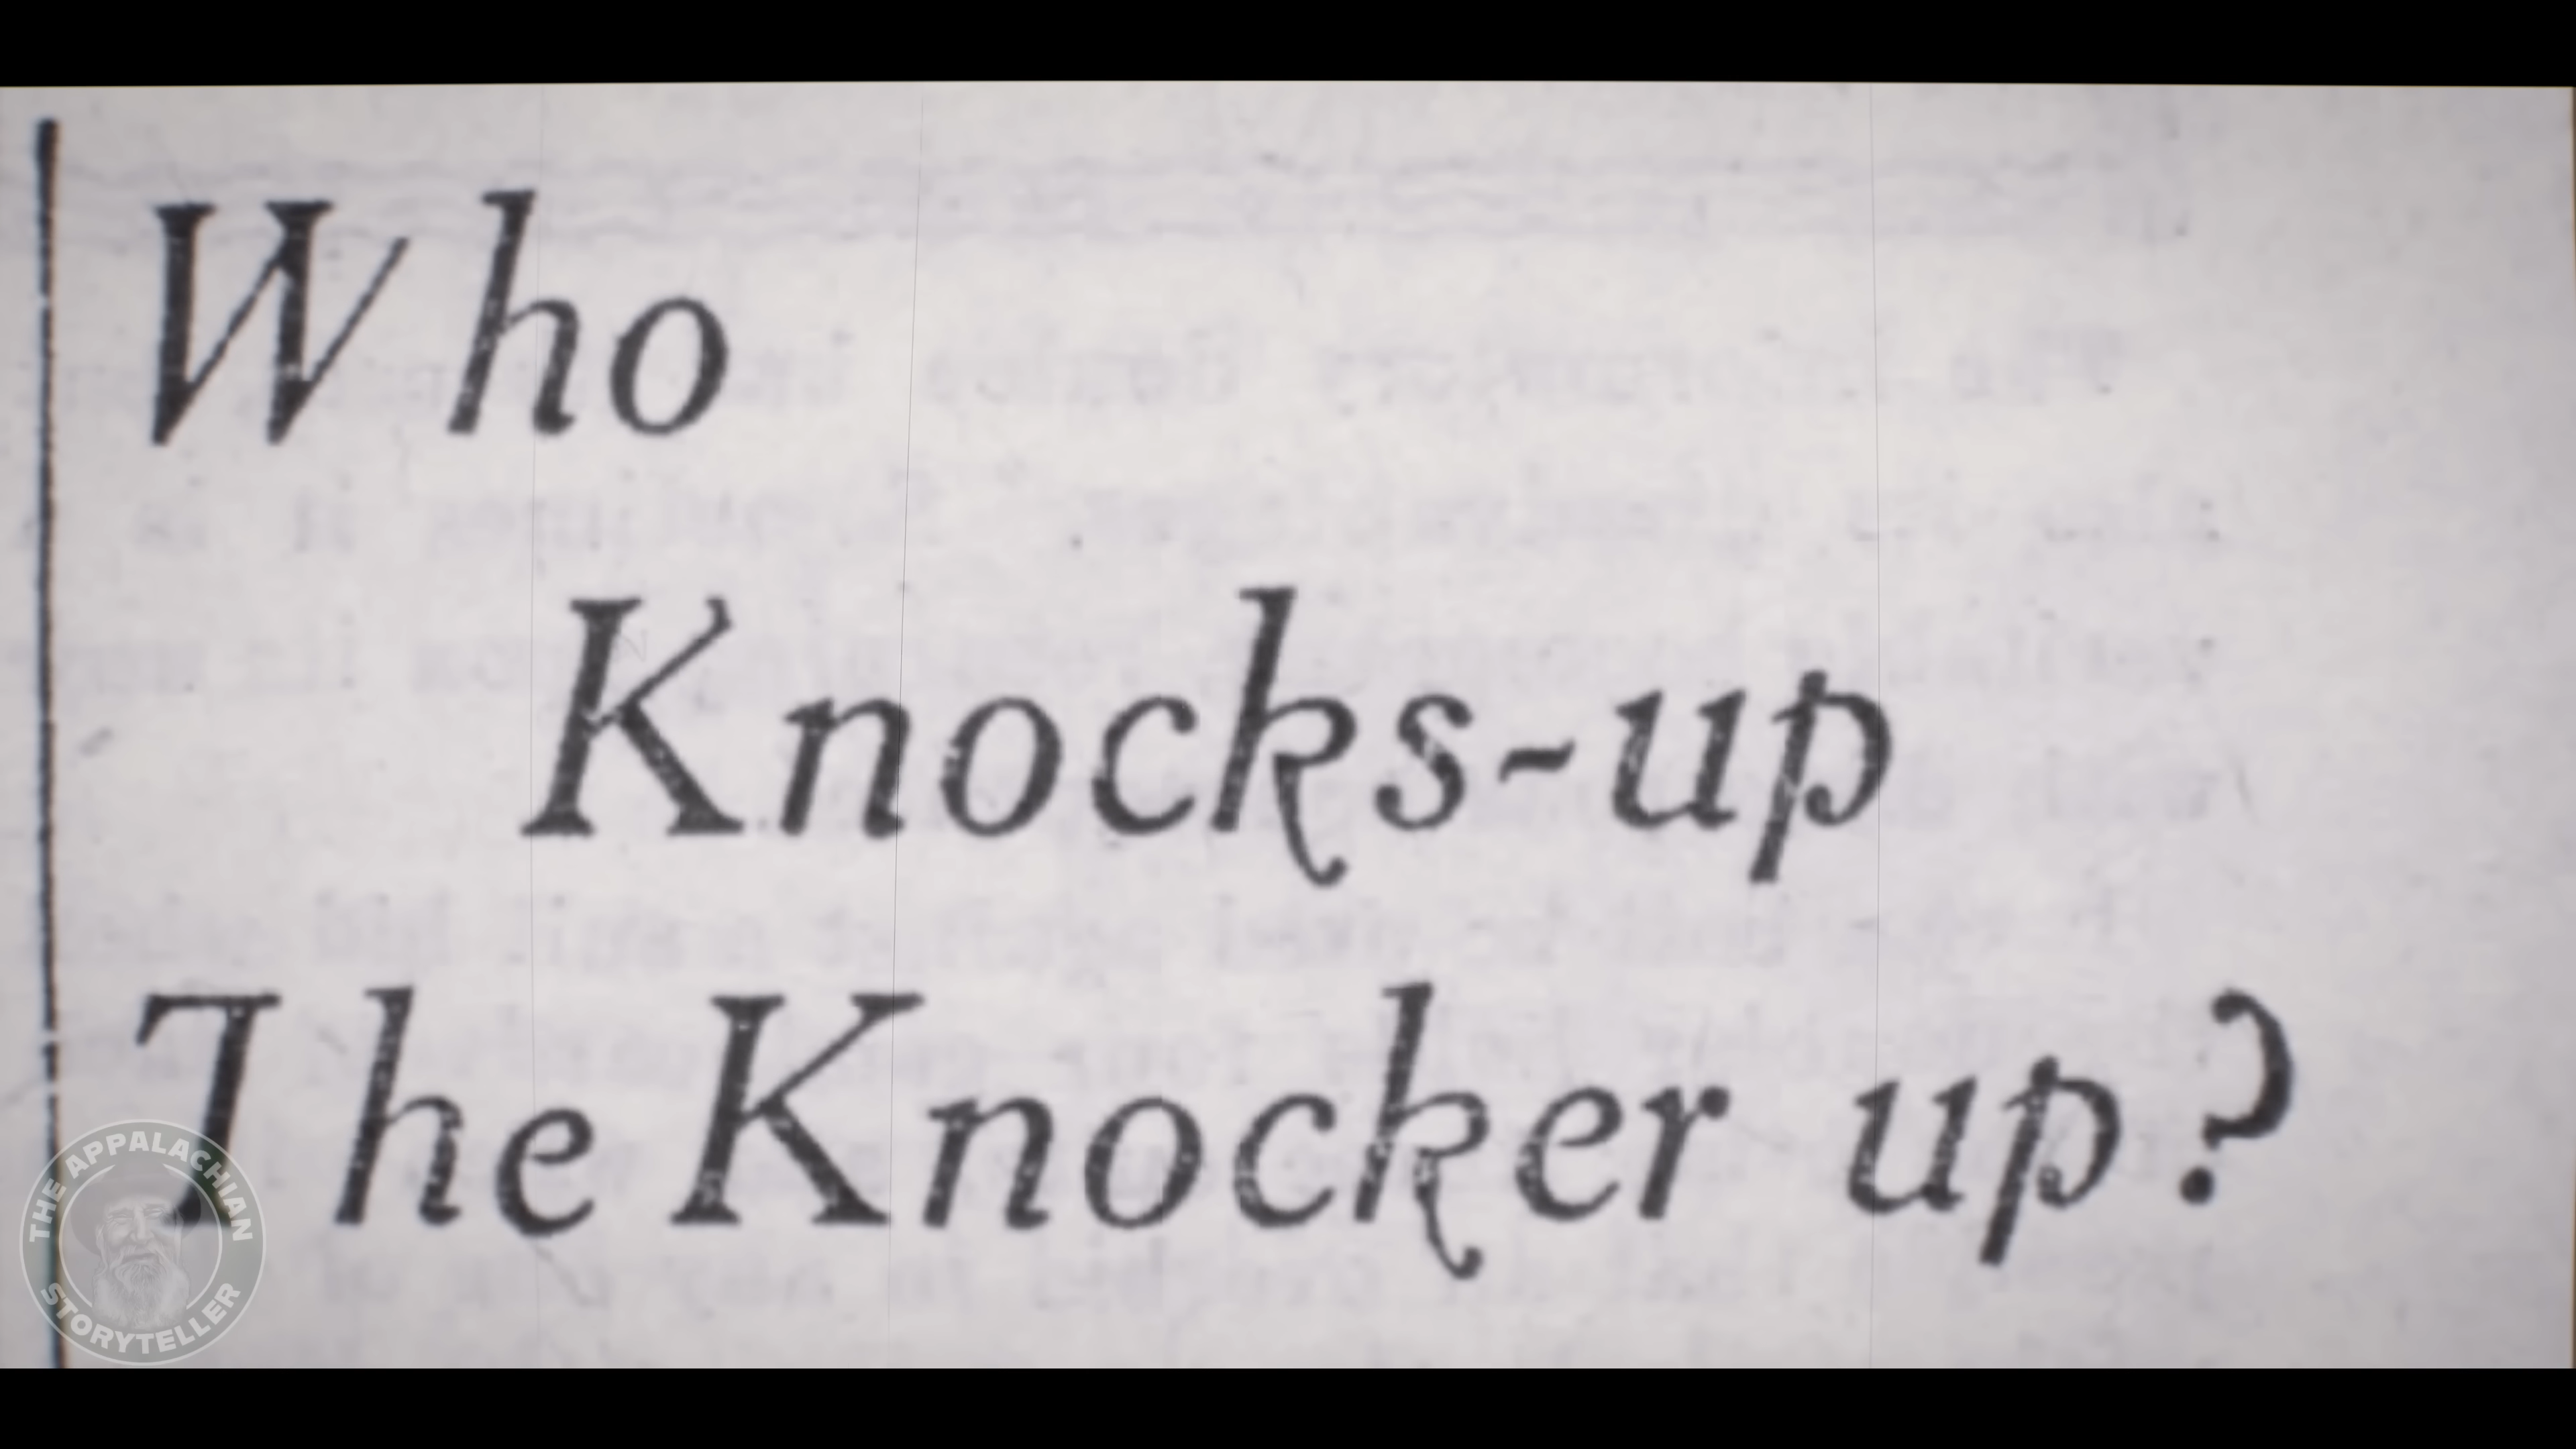 Who
Knocks-up
The Knocker up?
THE APPALACHIAN
STORYTELLER